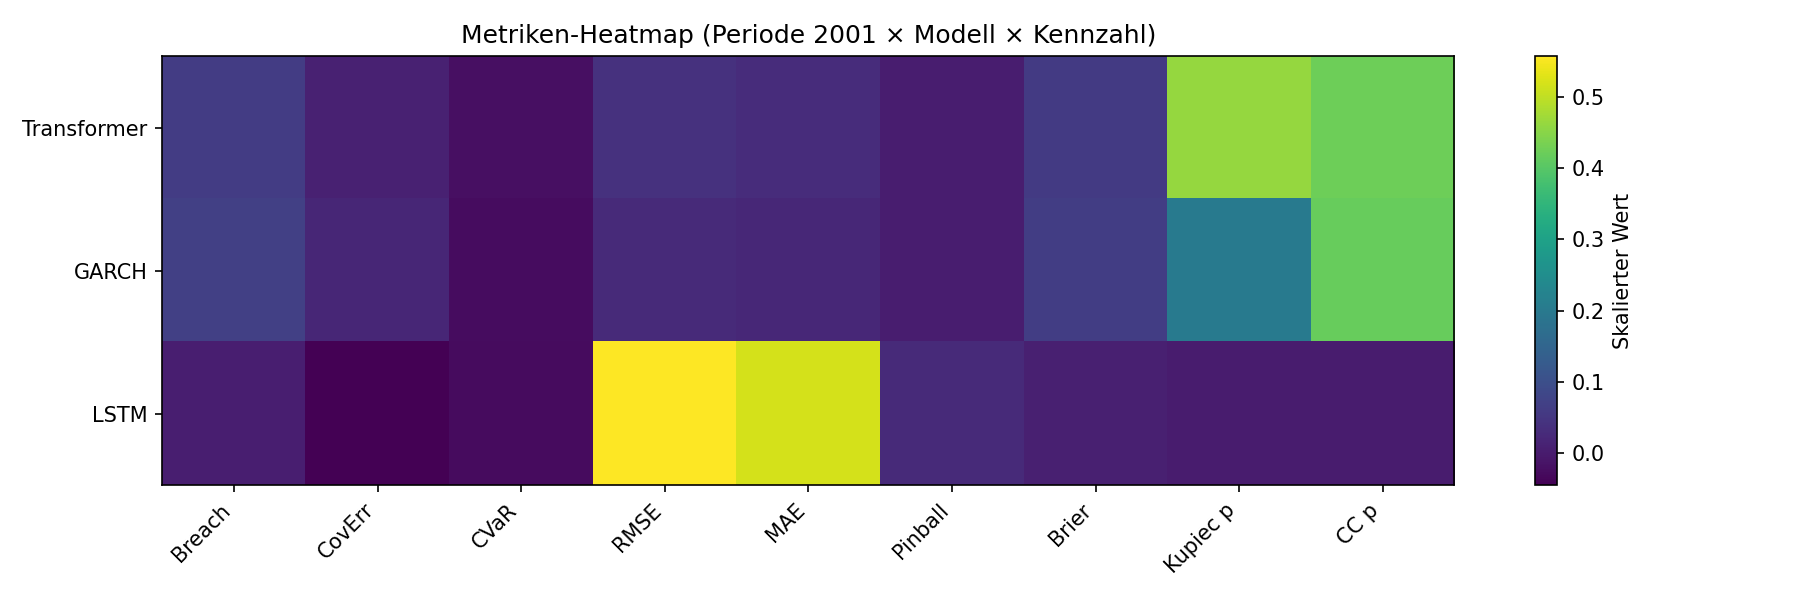 Metriken-Heatmap (Periode 2001 × Modell × Kennzahl)
Transformer
GARCH
LSTM
Breach
CovErr
CVaR
RMSE
MAE
Pinball
Brier
Kupiec p
CC p
0.5
0.4
0.3
0.2
0.1
0.0
Skalierter Wert